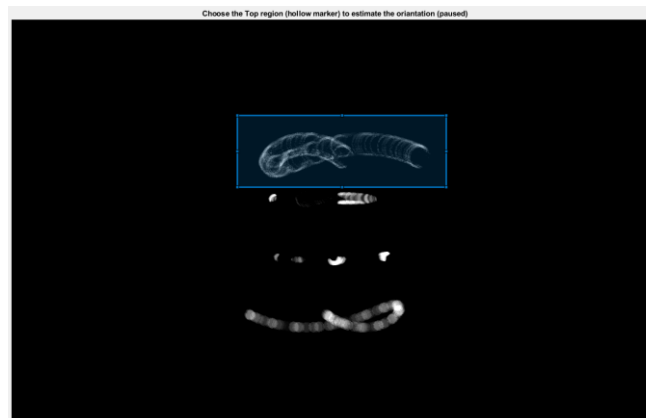 Choose the Top region (hollow marker) to estimate the oriantation (paused)